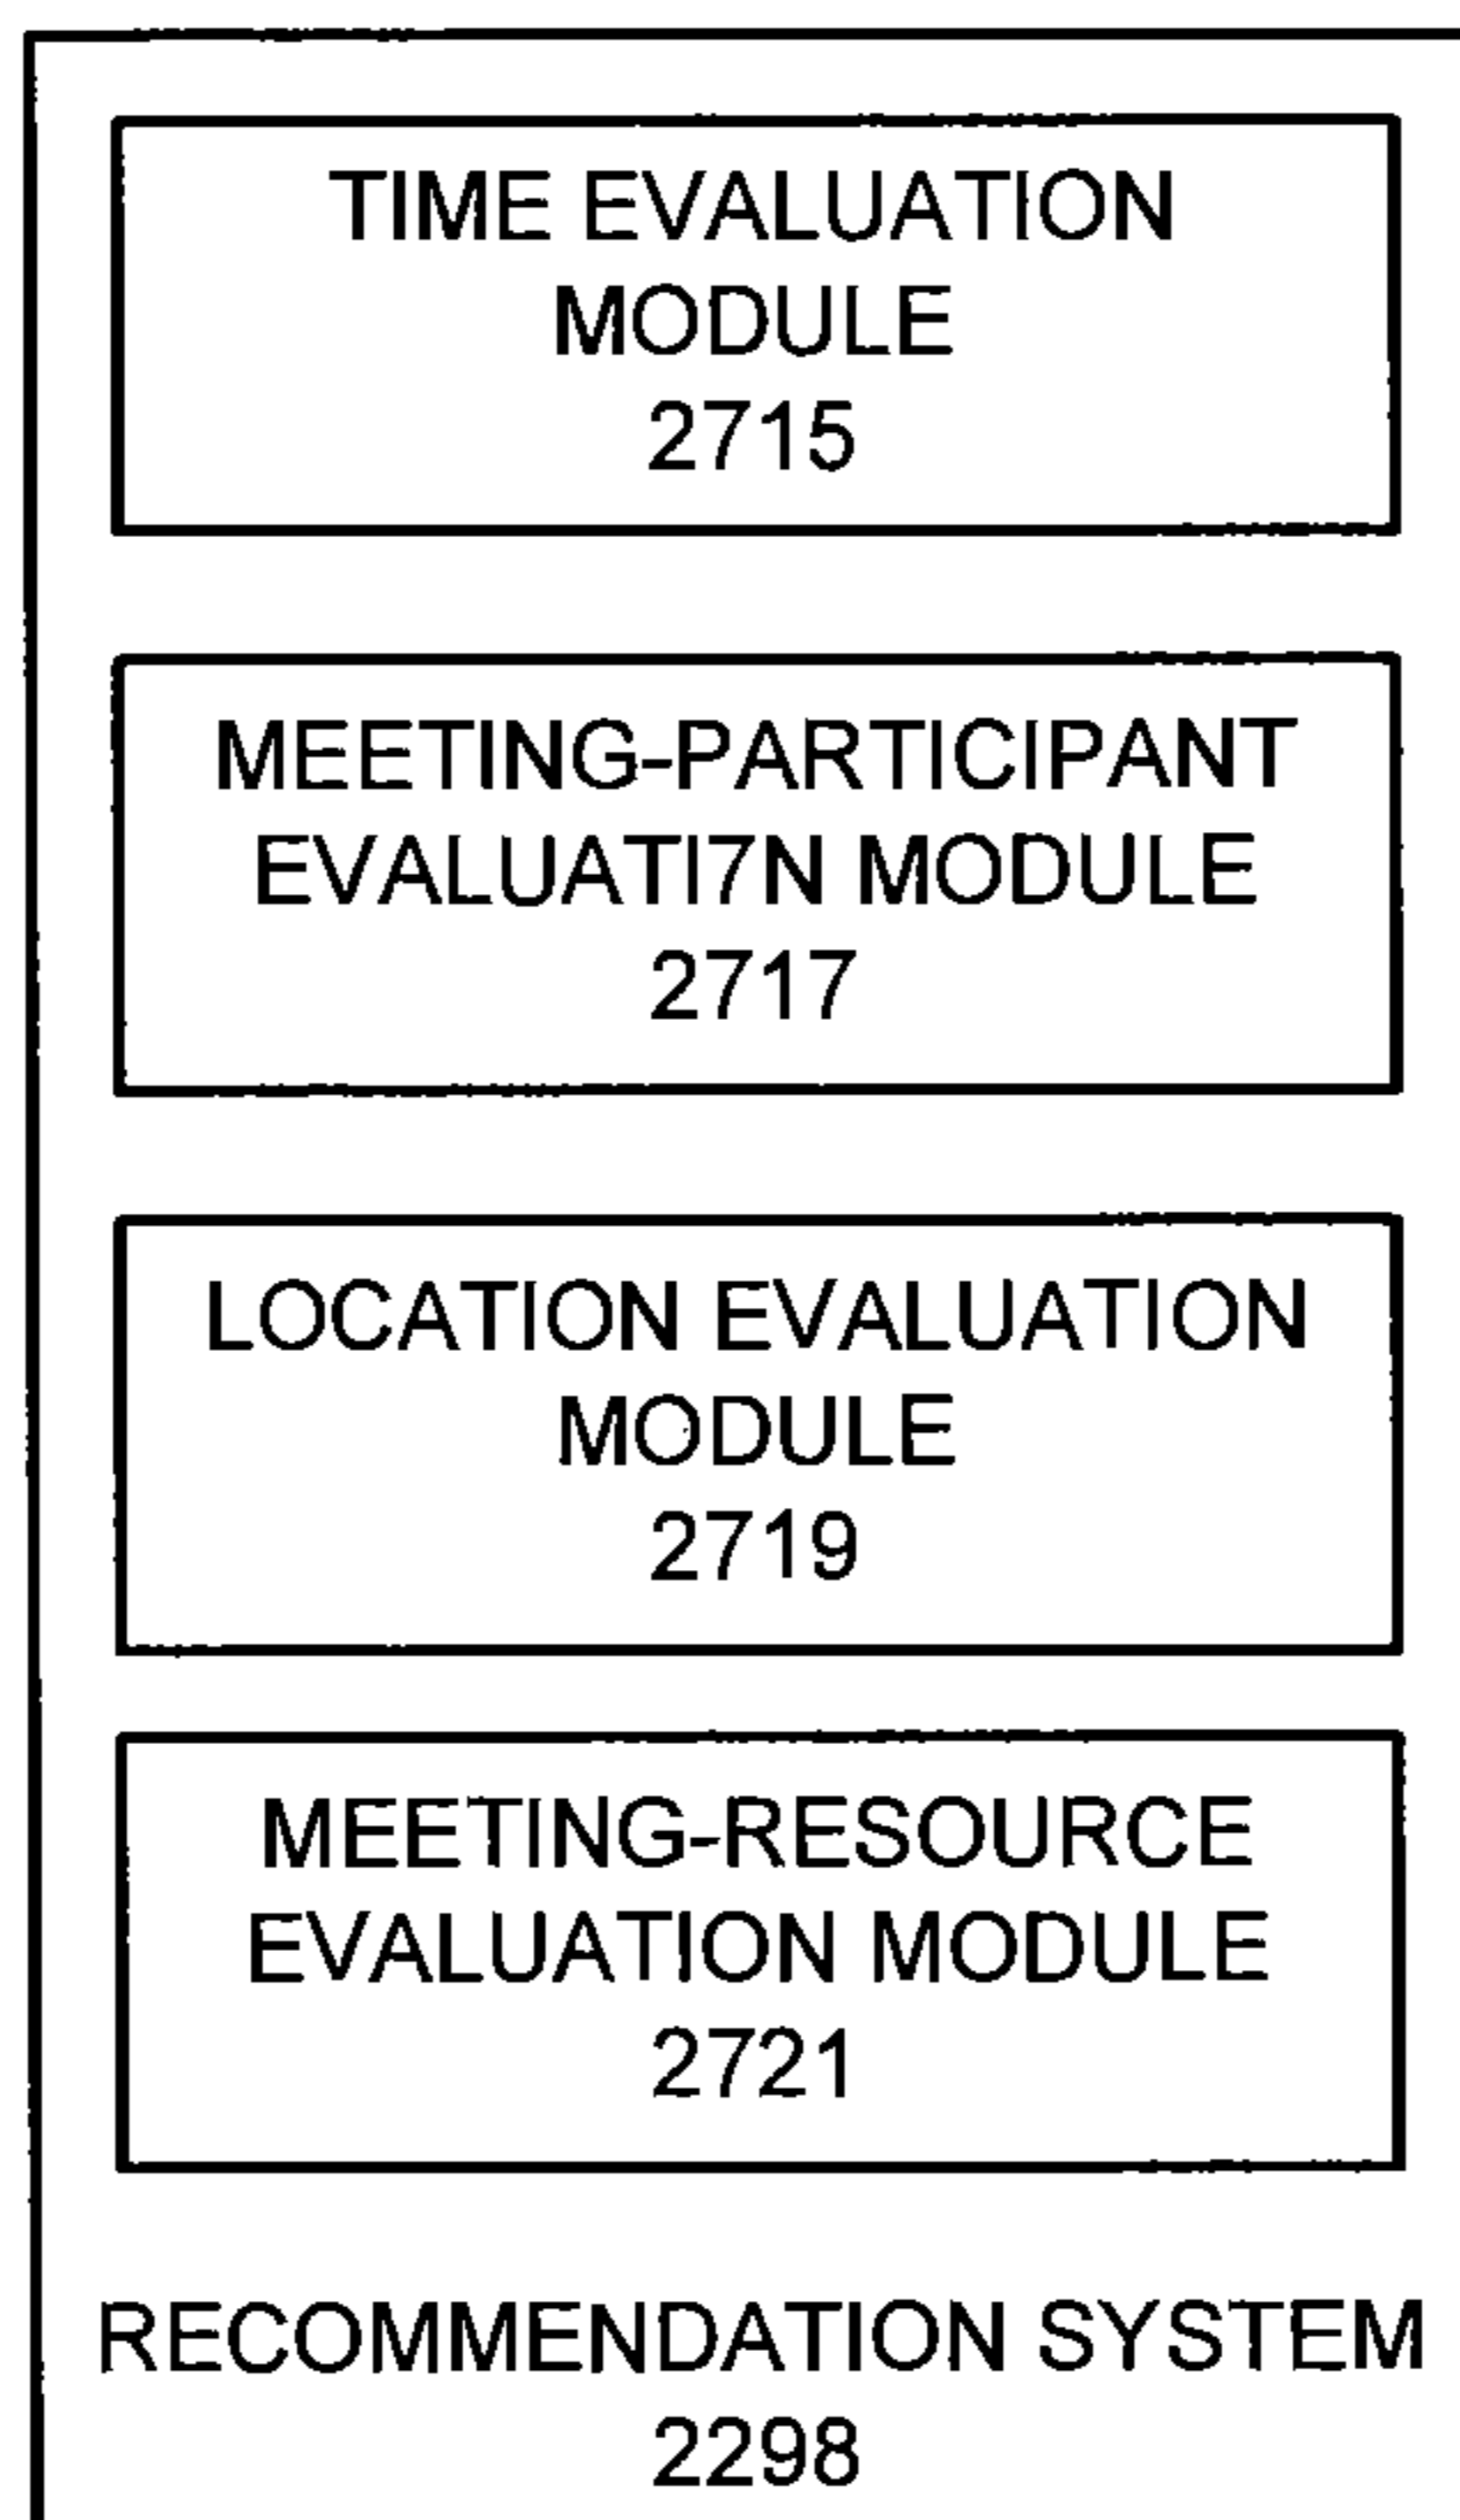 TIME EVALUATION
MODULE
2715
MEETING-PARTICIPANT
EVALUATI7N MODULE
2717
LOCATION EVALUATION
MODULE
2719
MEETING-RESOURCE
EVALUATION MODULE
2721
RECOMMENDATION SYSTEM
2298